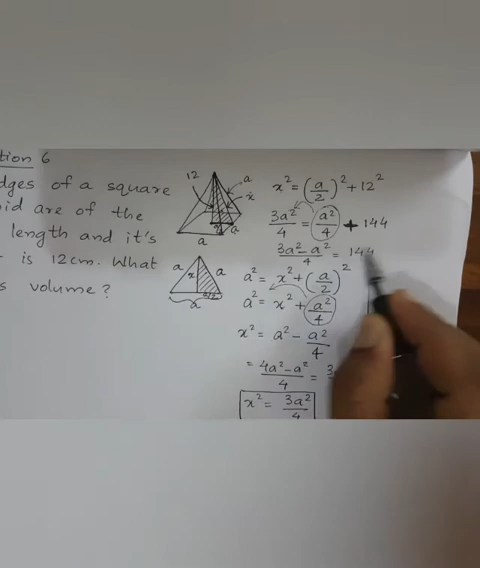 tion 6
dges of a square
id are of the
length and it's
is 12cm. What
s volume?
12
a
x
a
a
a
a
a/2
a
x² = (a/2)² + 12²
3a²/4 = a²/4 + 144
3a² - a²/4 = 144
a² = x² + (a/2)²
a² = x² + a²/4
x² = a² - a²/4
= 4a² - a²/4 = 3
x² = 3a²/4